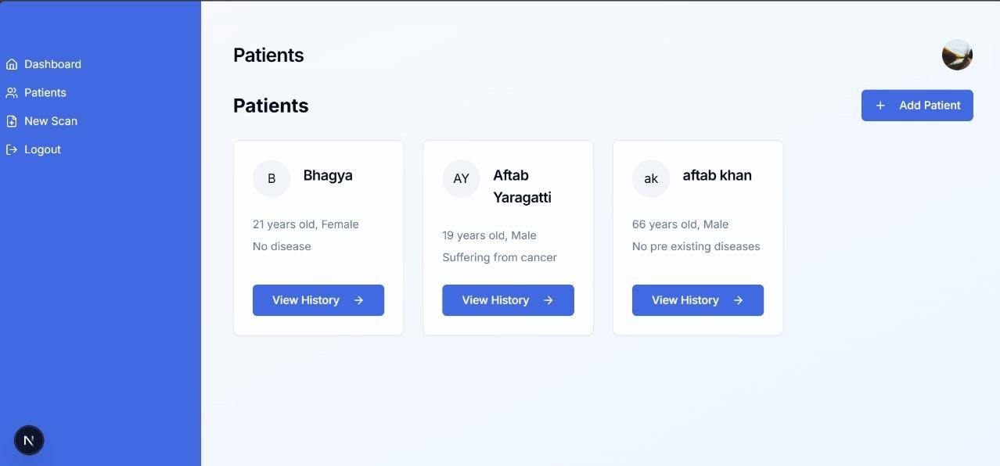 Dashboard
Patients
New Scan
Logout
N
Patients
Patients
+ Add Patient
B
Bhagya
21 years old, Female
No disease
View History →
AY
Aftab
Yaragatti
19 years old, Male
Suffering from cancer
View History →
ak
aftab khan
66 years old, Male
No pre existing diseases
View History →